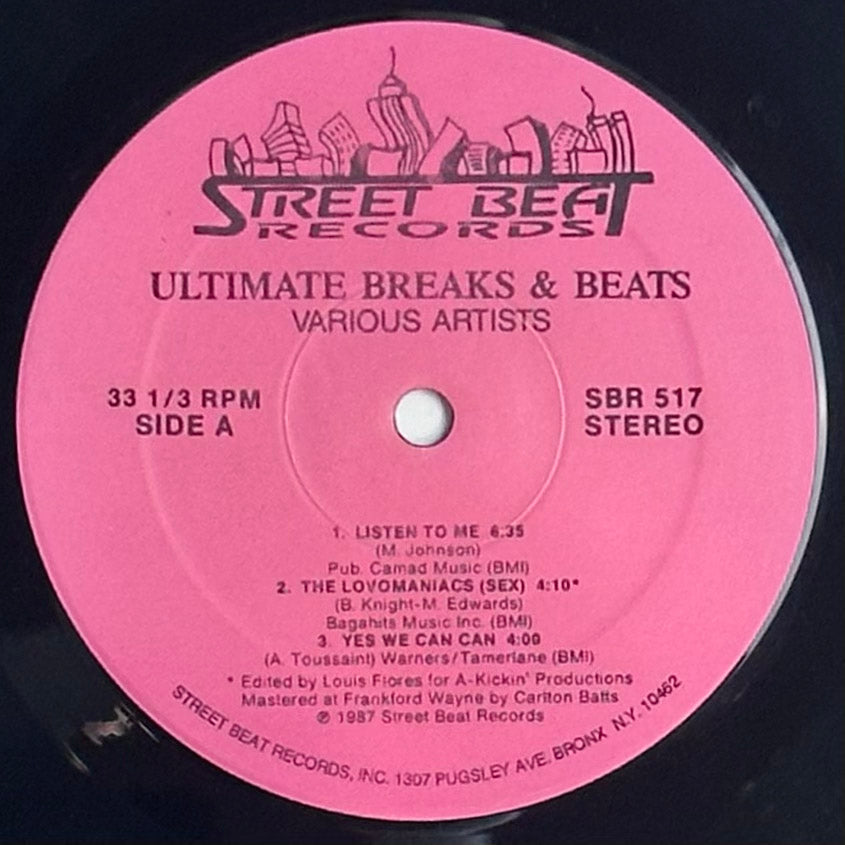 STREET BEAT
RECORDS
ULTIMATE BREAKS & BEATS
VARIOUS ARTISTS
33 1/3 RPM
SIDE A
SBR 517
STEREO
1. LISTEN TO ME 6:35
(M. Johnson)
Pub. Camad Music (BMI)
2. THE LOVOMANIACS (SEX) 4:10*
(B. Knight-M. Edwards)
Bagahits Music Inc. (BMI)
3. YES WE CAN CAN 4:00
(A. Toussaint) Warners/Tamerlane (BMI)
* Edited by Louis Flores for A-Kickin' Productions
Mastered at Frankford Wayne by Carlton Batts
℗ 1987 Street Beat Records
STREET BEAT RECORDS, INC. 1307 PUGSLEY AVE. BRONX N.Y. 10462